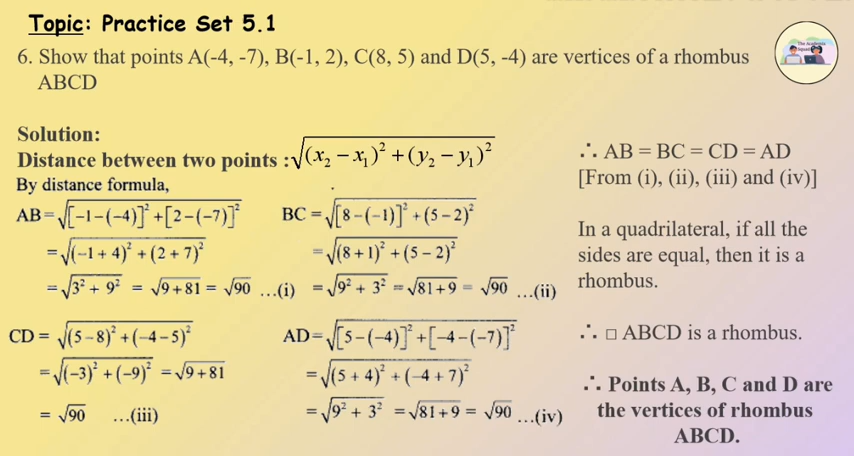 Topic: Practice Set 5.1
6. Show that points A(-4, -7), B(-1, 2), C(8, 5) and D(5, -4) are vertices of a rhombus
ABCD
Solution:
Distance between two points :√(x₂ − x₁)² + (y₂ − y₁)²
By distance formula,
AB = √[−1−(−4)]² + [2−(−7)]²
= √(−1 + 4)² + (2 + 7)²
= √3² + 9² = √9 + 81 = √90 ...(i)
BC = √[8 − (−1)]² + (5 − 2)²
= √(8 + 1)² + (5 − 2)²
= √9² + 3² = √81 + 9 = √90 ...(ii)
CD = √(5 − 8)² + (−4 − 5)²
= √(−3)² + (−9)² = √9 + 81
= √90 ...(iii)
AD = √[5 − (−4)]² + [−4 − (−7)]²
= √(5 + 4)² + (−4 + 7)²
= √9² + 3² = √81 + 9 = √90 ...(iv)
∴ AB = BC = CD = AD
[From (i), (ii), (iii) and (iv)]
In a quadrilateral, if all the
sides are equal, then it is a
rhombus.
∴ □ ABCD is a rhombus.
∴ Points A, B, C and D are
the vertices of rhombus
ABCD.